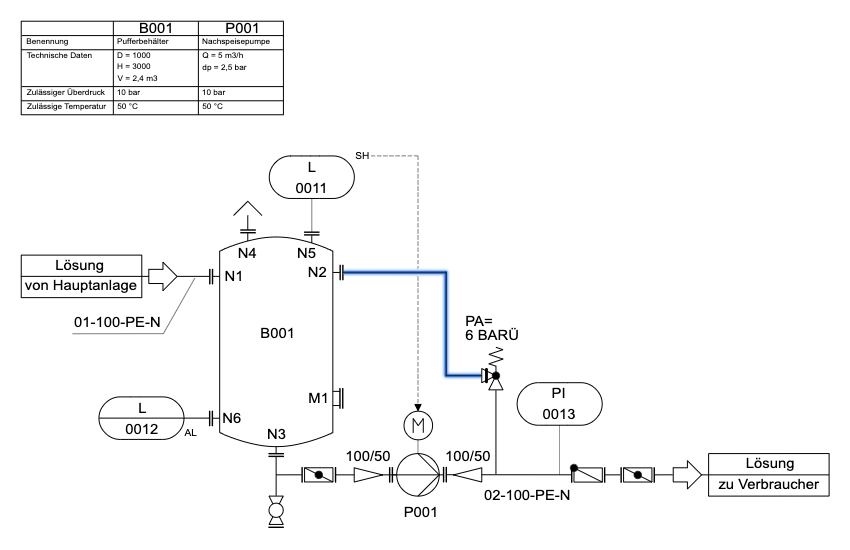 B001 P001
Benennung Pufferbehälter Nachspeisepumpe
Technische Daten D = 1000 Q = 5 m3/h
H = 3000 dp = 2,5 bar
V = 2,4 m3
Zulässiger Überdruck 10 bar 10 bar
Zulässige Temperatur 50 °C 50 °C
SH
L
0011
N4
N5
Lösung
von Hauptanlage
N1
N2
01-100-PE-N
PA=
6 BARÜ
B001
M1
PI
0013
L
0012
AL
N6
N3
M
100/50
100/50
Lösung
zu Verbraucher
02-100-PE-N
P001